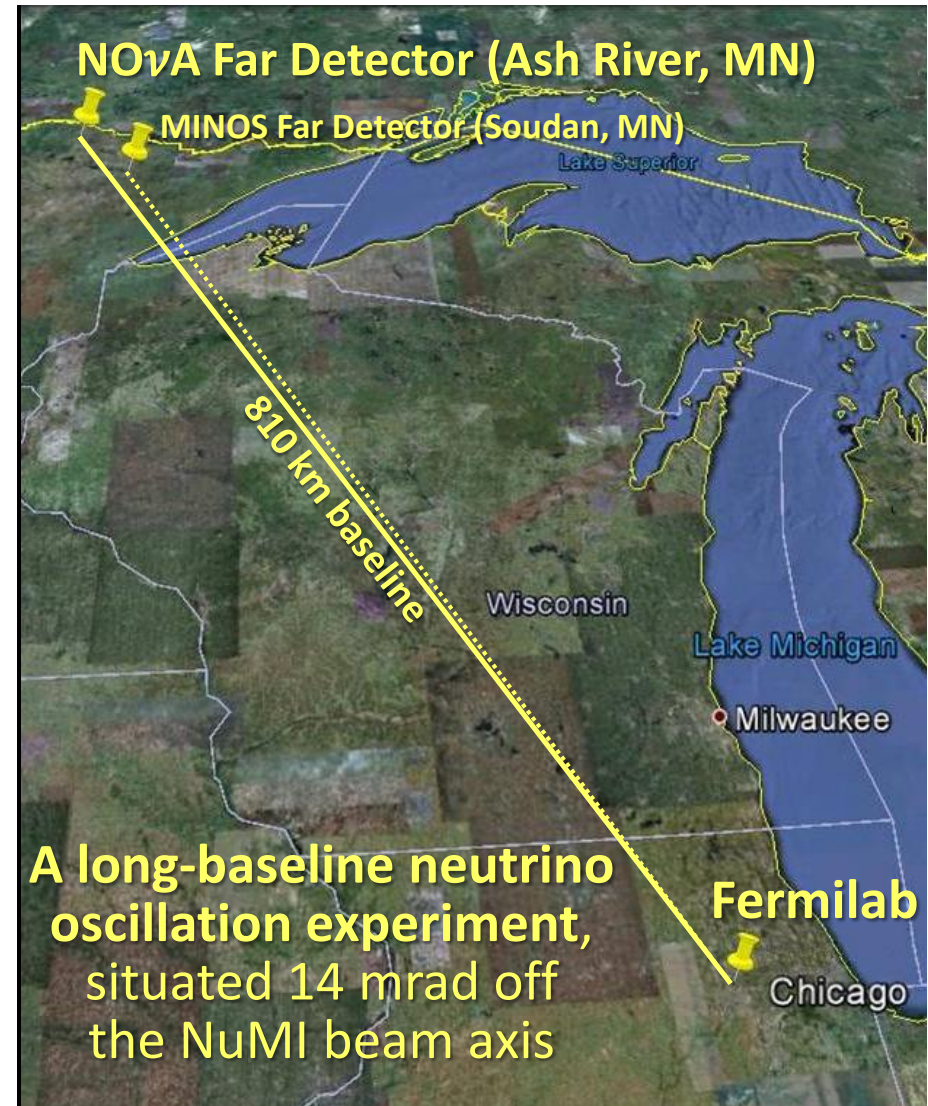 NOνA Far Detector (Ash River, MN)
MINOS Far Detector (Soudan, MN)
Lake Superior
810 km baseline
Wisconsin
Lake Michigan
Milwaukee
A long-baseline neutrino
oscillation experiment,
situated 14 mrad off
the NuMI beam axis
Fermilab
Chicago